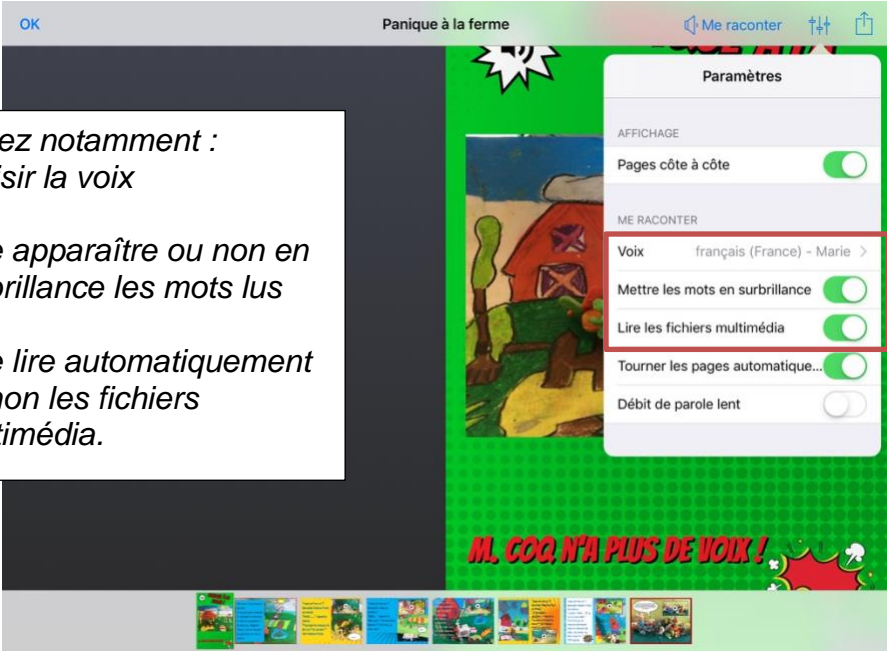 OK
Panique à la ferme
Me raconter
Paramètres
AFFICHAGE
Pages côte à côte
ME RACONTER
Voix français (France) - Marie >
Mettre les mots en surbrillance
Lire les fichiers multimédia
Tourner les pages automatique...
Débit de parole lent
ez notamment :
sir la voix
e apparaître ou non en
brillance les mots lus
e lire automatiquement
non les fichiers
timédia.
M. COQ N'A PLUS DE VOIX !